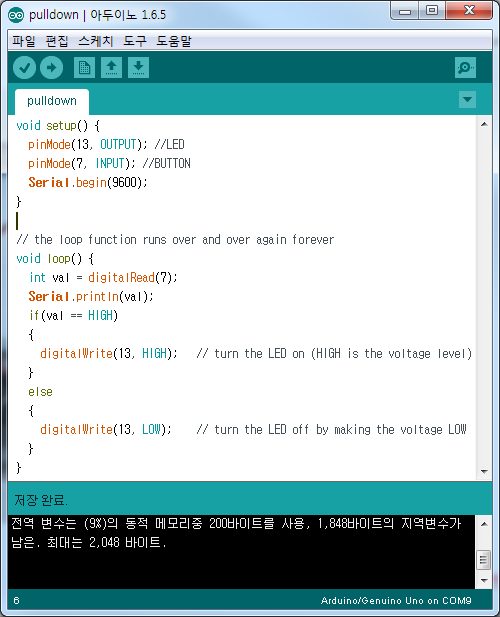 pulldown | 아두이노 1.6.5
파일 편집 스케치 도구 도움말
pulldown
void setup() {
  pinMode(13, OUTPUT); //LED
  pinMode(7, INPUT); //BUTTON
  Serial.begin(9600);
}
// the loop function runs over and over again forever
void loop() {
  int val = digitalRead(7);
  Serial.println(val);
  if(val == HIGH)
  {
    digitalWrite(13, HIGH);   // turn the LED on (HIGH is the voltage level)
  }
  else
  {
    digitalWrite(13, LOW);    // turn the LED off by making the voltage LOW
  }
}
저장 완료.
전역 변수는 (9%)의 동적 메모리중 200바이트를 사용, 1,848바이트의 지역변수가
남은. 최대는 2,048 바이트.
6 Arduino/Genuino Uno on COM9